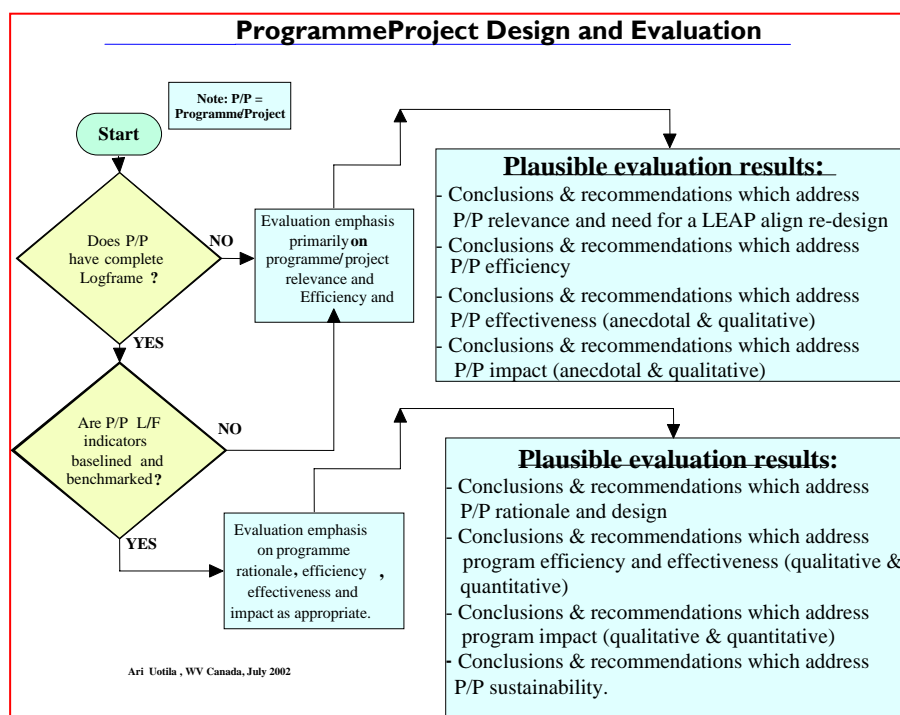 ProgrammeProject Design and Evaluation
Note: P/P =
Programme/Project
Start
Does P/P
have complete
Logframe ?
NO
YES
Evaluation emphasis
primarily on
programme/project
relevance and
Efficiency and
Plausible evaluation results:
- Conclusions & recommendations which address
P/P relevance and need for a LEAP align re-design
- Conclusions & recommendations which address
P/P efficiency
- Conclusions & recommendations which address
P/P effectiveness (anecdotal & qualitative)
- Conclusions & recommendations which address
P/P impact (anecdotal & qualitative)
Are P/P L/F
indicators
baselined and
benchmarked?
NO
YES
Evaluation emphasis
on programme
rationale, efficiency ,
effectiveness and
impact as appropriate.
Plausible evaluation results:
- Conclusions & recommendations which address
P/P rationale and design
- Conclusions & recommendations which address
program efficiency and effectiveness (qualitative &
quantitative)
- Conclusions & recommendations which address
program impact (qualitative & quantitative)
- Conclusions & recommendations which address
P/P sustainability.
Ari Uotila , WV Canada, July 2002